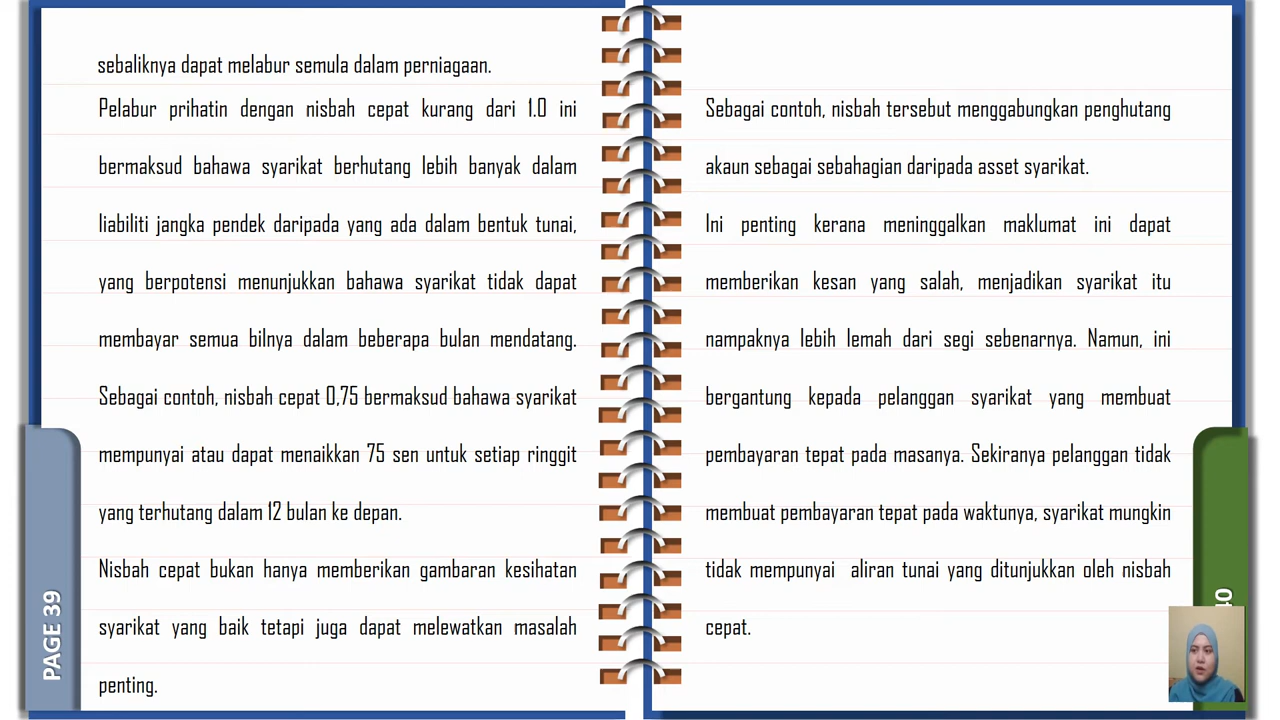 sebaliknya dapat melabur semula dalam perniagaan.
Pelabur prihatin dengan nisbah cepat kurang dari 1.0 ini
bermaksud bahawa syarikat berhutang lebih banyak dalam
liabiliti jangka pendek daripada yang ada dalam bentuk tunai,
yang berpotensi menunjukkan bahawa syarikat tidak dapat
membayar semua bilnya dalam beberapa bulan mendatang.
Sebagai contoh, nisbah cepat 0,75 bermaksud bahawa syarikat
mempunyai atau dapat menaikkan 75 sen untuk setiap ringgit
yang terhutang dalam 12 bulan ke depan.
Nisbah cepat bukan hanya memberikan gambaran kesihatan
syarikat yang baik tetapi juga dapat melewatkan masalah
penting.
PAGE 39
Sebagai contoh, nisbah tersebut menggabungkan penghutang
akaun sebagai sebahagian daripada asset syarikat.
Ini penting kerana meninggalkan maklumat ini dapat
memberikan kesan yang salah, menjadikan syarikat itu
nampaknya lebih lemah dari segi sebenarnya. Namun, ini
bergantung kepada pelanggan syarikat yang membuat
pembayaran tepat pada masanya. Sekiranya pelanggan tidak
membuat pembayaran tepat pada waktunya, syarikat mungkin
tidak mempunyai aliran tunai yang ditunjukkan oleh nisbah
cepat.